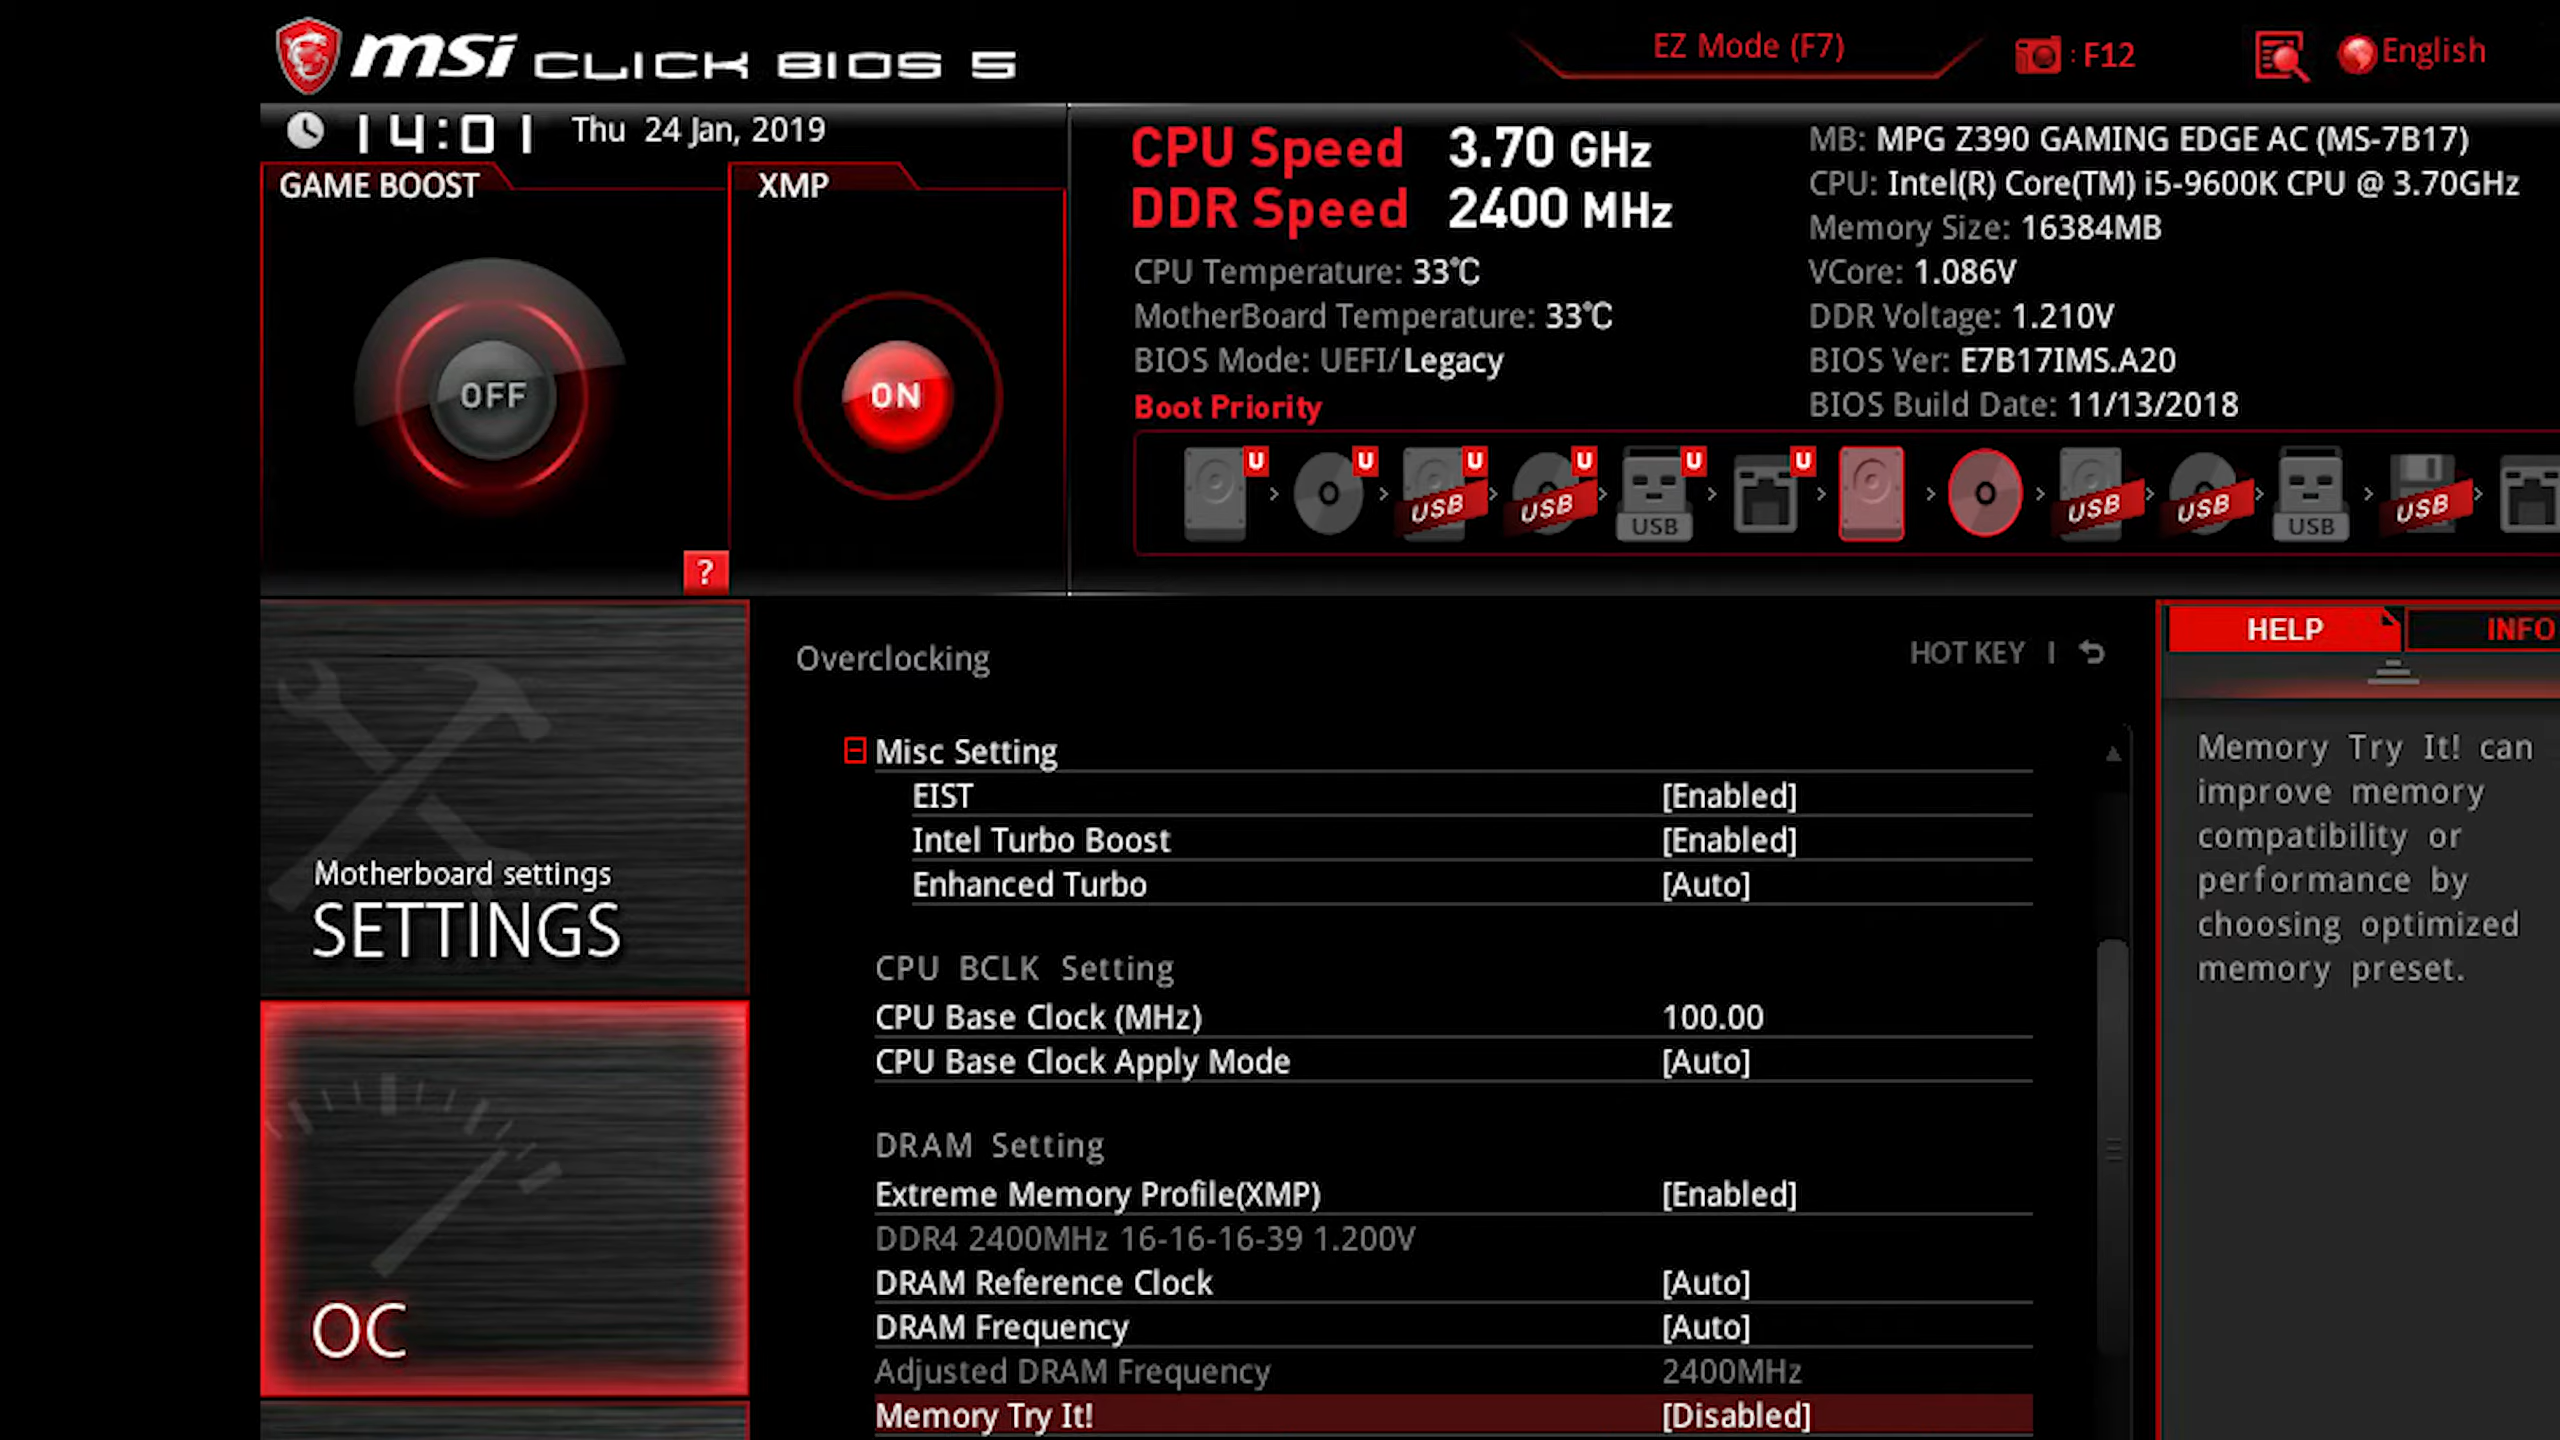 msi CLICK BIOS 5
EZ Mode (F7)
: F12
English
14:01 Thu 24 Jan, 2019
GAME BOOST
XMP
OFF
ON
?
CPU Speed 3.70 GHz
DDR Speed 2400 MHz
CPU Temperature: 33℃
MotherBoard Temperature: 33℃
BIOS Mode: UEFI/Legacy
Boot Priority
MB: MPG Z390 GAMING EDGE AC (MS-7B17)
CPU: Intel(R) Core(TM) i5-9600K CPU @ 3.70GHz
Memory Size: 16384MB
VCore: 1.086V
DDR Voltage: 1.210V
BIOS Ver: E7B17IMS.A20
BIOS Build Date: 11/13/2018
U U U U U U
USB USB USB USB USB USB USB
Motherboard settings
SETTINGS
OC
Overclocking
HOT KEY
Misc Setting
EIST [Enabled]
Intel Turbo Boost [Enabled]
Enhanced Turbo [Auto]
CPU BCLK Setting
CPU Base Clock (MHz) 100.00
CPU Base Clock Apply Mode [Auto]
DRAM Setting
Extreme Memory Profile(XMP) [Enabled]
DDR4 2400MHz 16-16-16-39 1.200V
DRAM Reference Clock [Auto]
DRAM Frequency [Auto]
Adjusted DRAM Frequency 2400MHz
Memory Try It! [Disabled]
HELP
INFO
Memory Try It! can
improve memory
compatibility or
performance by
choosing optimized
memory preset.